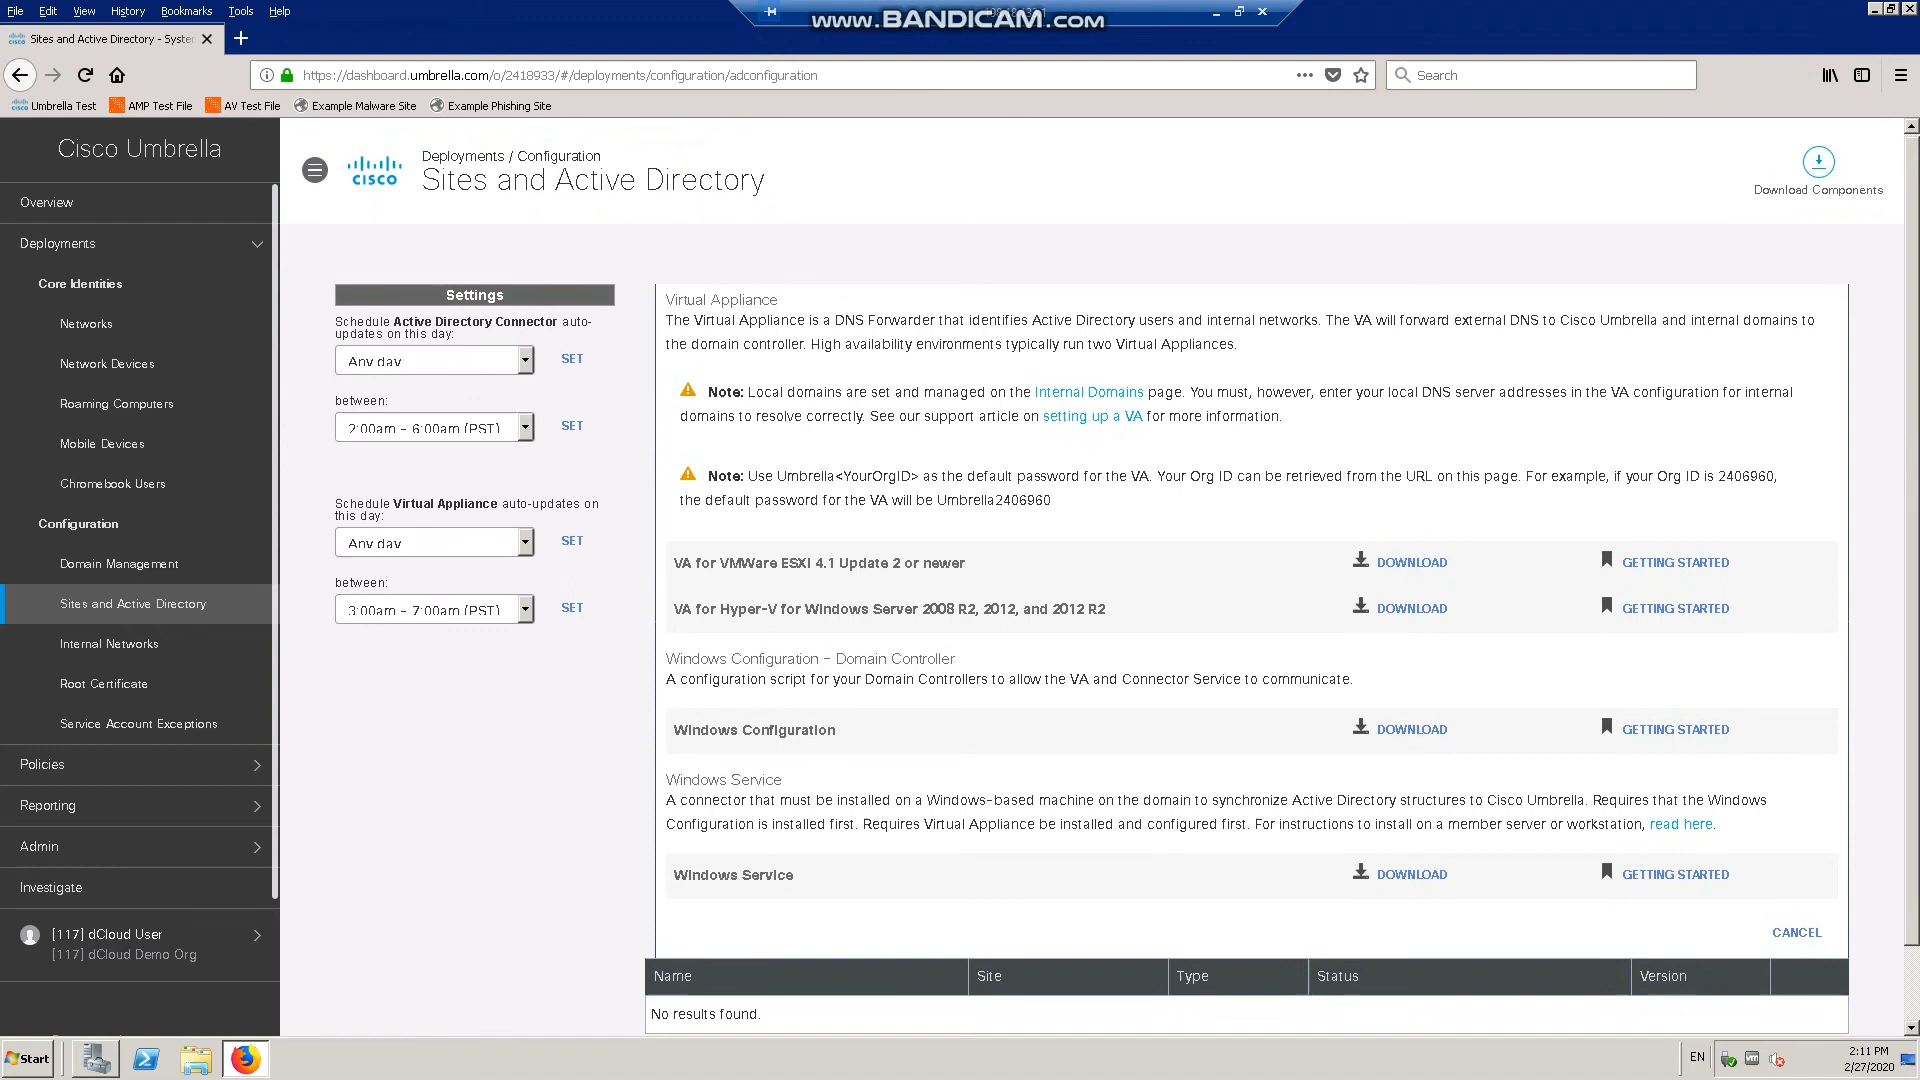 File Edit View History Bookmarks Tools Help
www.BANDICAM.com
Sites and Active Directory - System
https://dashboard.umbrella.com/o/2418933/#/deployments/configuration/adconfiguration
Search
Umbrella Test AMP Test File AV Test File Example Malware Site Example Phishing Site
Cisco Umbrella
Overview
Deployments
Core Identities
Networks
Network Devices
Roaming Computers
Mobile Devices
Chromebook Users
Configuration
Domain Management
Sites and Active Directory
Internal Networks
Root Certificate
Service Account Exceptions
Policies
Reporting
Admin
Investigate
[117] dCloud User
[117] dCloud Demo Org
cisco
Deployments / Configuration
Sites and Active Directory
Download Components
Settings
Schedule Active Directory Connector auto-
updates on this day:
Any day SET
between:
2:00am - 6:00am (PST) SET
Schedule Virtual Appliance auto-updates on
this day:
Any day SET
between:
3:00am - 7:00am (PST) SET
Virtual Appliance
The Virtual Appliance is a DNS Forwarder that identifies Active Directory users and internal networks. The VA will forward external DNS to Cisco Umbrella and internal domains to
the domain controller. High availability environments typically run two Virtual Appliances.
Note: Local domains are set and managed on the Internal Domains page. You must, however, enter your local DNS server addresses in the VA configuration for internal
domains to resolve correctly. See our support article on setting up a VA for more information.
Note: Use Umbrella<YourOrgID> as the default password for the VA. Your Org ID can be retrieved from the URL on this page. For example, if your Org ID is 2406960,
the default password for the VA will be Umbrella2406960
VA for VMWare ESXI 4.1 Update 2 or newer DOWNLOAD GETTING STARTED
VA for Hyper-V for Windows Server 2008 R2, 2012, and 2012 R2 DOWNLOAD GETTING STARTED
Windows Configuration - Domain Controller
A configuration script for your Domain Controllers to allow the VA and Connector Service to communicate.
Windows Configuration DOWNLOAD GETTING STARTED
Windows Service
A connector that must be installed on a Windows-based machine on the domain to synchronize Active Directory structures to Cisco Umbrella. Requires that the Windows
Configuration is installed first. Requires Virtual Appliance be installed and configured first. For instructions to install on a member server or workstation, read here.
Windows Service DOWNLOAD GETTING STARTED
CANCEL
Name Site Type Status Version
No results found.
Start
EN
2:11 PM
2/27/2020